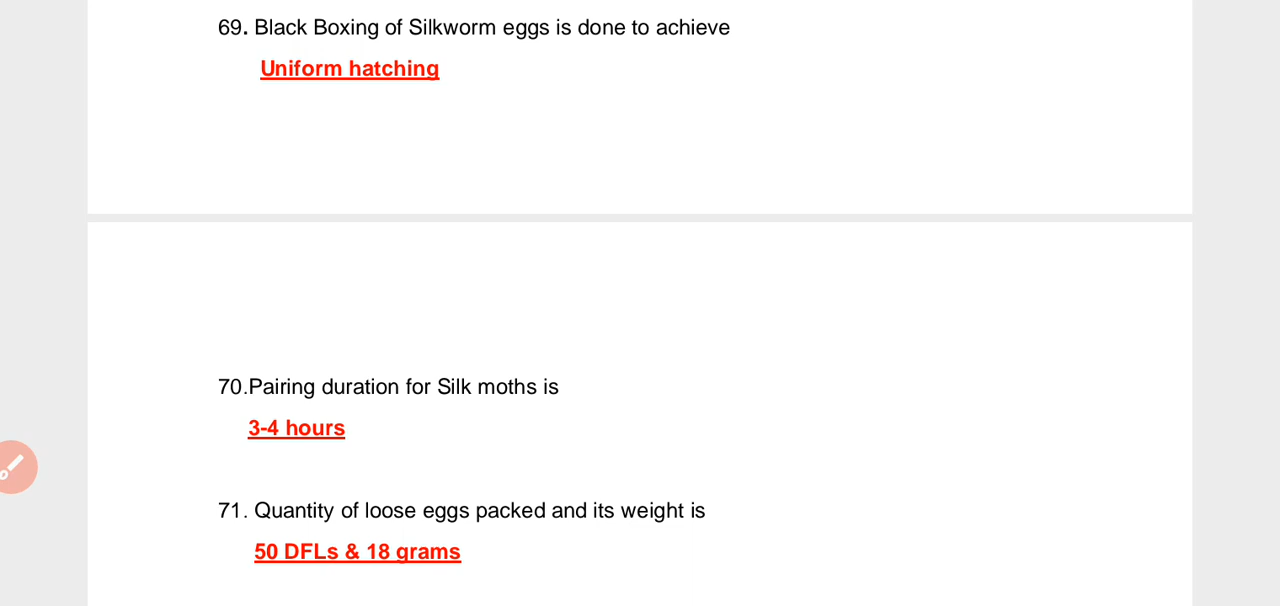 69. Black Boxing of Silkworm eggs is done to achieve
Uniform hatching
70.Pairing duration for Silk moths is
3-4 hours
71. Quantity of loose eggs packed and its weight is
50 DFLs & 18 grams